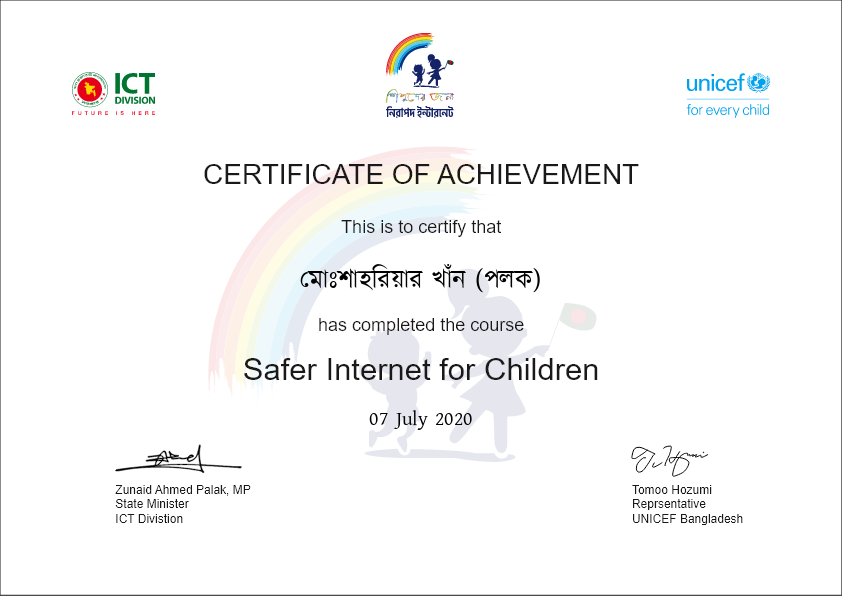 ICT
DIVISION
FUTURE IS HERE
শিশুদের জন্য
নিরাপদ ইন্টারনেট
unicef
for every child
CERTIFICATE OF ACHIEVEMENT
This is to certify that
মোঃশাহরিয়ার খাঁন (পলক)
has completed the course
Safer Internet for Children
07 July 2020
Zunaid Ahmed Palak, MP
State Minister
ICT Divistion
Tomoo Hozumi
Reprsentative
UNICEF Bangladesh